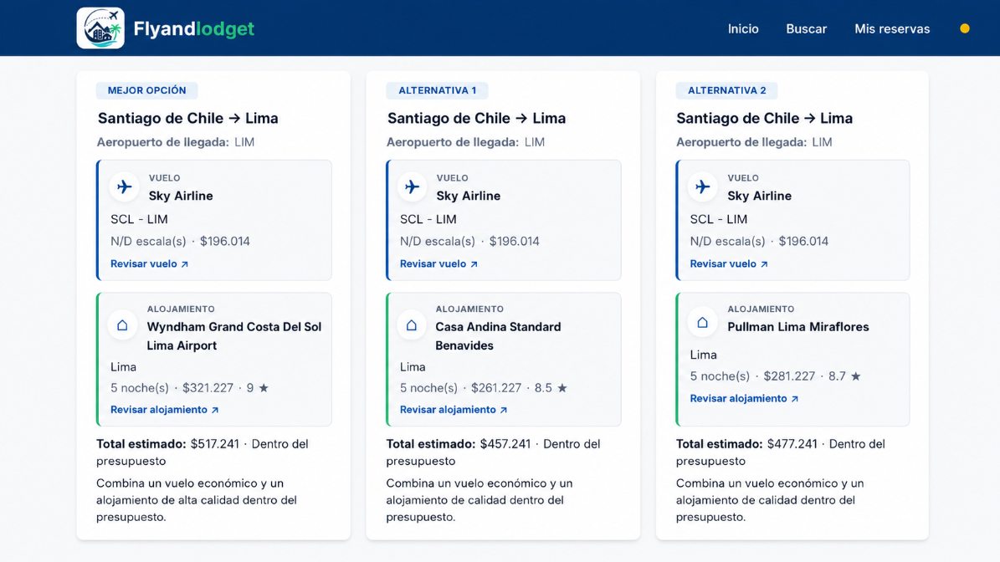 Flyandlodget
Inicio
Buscar
Mis reservas
MEJOR OPCIÓN
Santiago de Chile → Lima
Aeropuerto de llegada: LIM
VUELO
Sky Airline
SCL - LIM
N/D escala(s) · $196.014
Revisar vuelo ↗
ALOJAMIENTO
Wyndham Grand Costa Del Sol
Lima Airport
Lima
5 noche(s) · $321.227 · 9 ★
Revisar alojamiento ↗
Total estimado: $517.241 · Dentro del
presupuesto
Combina un vuelo económico y un
alojamiento de alta calidad dentro del
presupuesto.
ALTERNATIVA 1
Santiago de Chile → Lima
Aeropuerto de llegada: LIM
VUELO
Sky Airline
SCL - LIM
N/D escala(s) · $196.014
Revisar vuelo ↗
ALOJAMIENTO
Casa Andina Standard
Benavides
Lima
5 noche(s) · $261.227 · 8.5 ★
Revisar alojamiento ↗
Total estimado: $457.241 · Dentro del
presupuesto
Combina un vuelo económico y un
alojamiento de calidad dentro del
presupuesto.
ALTERNATIVA 2
Santiago de Chile → Lima
Aeropuerto de llegada: LIM
VUELO
Sky Airline
SCL - LIM
N/D escala(s) · $196.014
Revisar vuelo ↗
ALOJAMIENTO
Pullman Lima Miraflores
Lima
5 noche(s) · $281.227 · 8.7 ★
Revisar alojamiento ↗
Total estimado: $477.241 · Dentro del
presupuesto
Combina un vuelo económico y un
alojamiento de calidad dentro del
presupuesto.